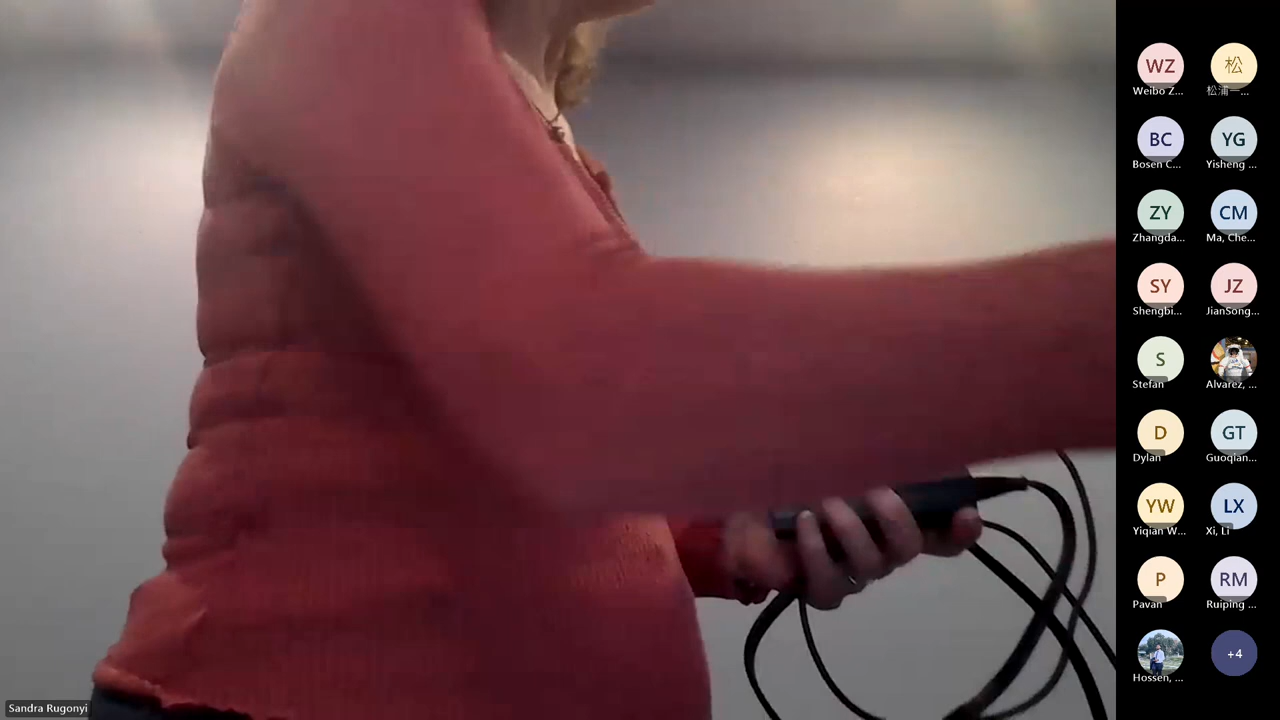 WZ
松
Weibo Z...
松浦一...
BC
YG
Bosen C...
Yisheng ...
ZY
CM
Zhangda...
Ma, Che...
SY
JZ
Shengbi...
JianSong...
S
Stefan
Alvarez, ...
D
GT
Dylan
Guoqian...
YW
LX
Yiqian W...
Xi, Li
P
RM
Pavan
Ruiping ...
+4
Hossen, ...
Sandra Rugonyi